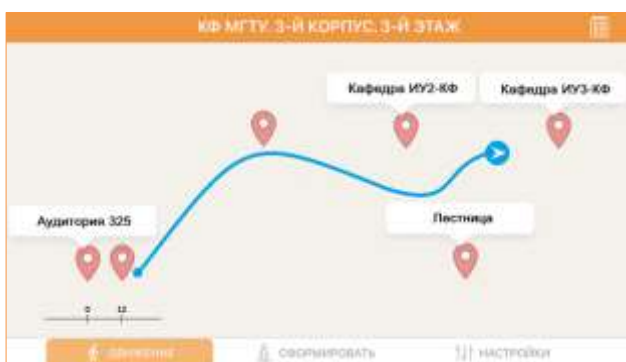 КФ МГТУ. 3-Й КОРПУС. 3-Й ЭТАЖ
Кафедра ИУ2-КФ
Кафедра ИУ3-КФ
Аудитория 325
Лестница
0 12
ДВИЖЕНИЕ
СФОРМИРОВАТЬ
НАСТРОЙКИ